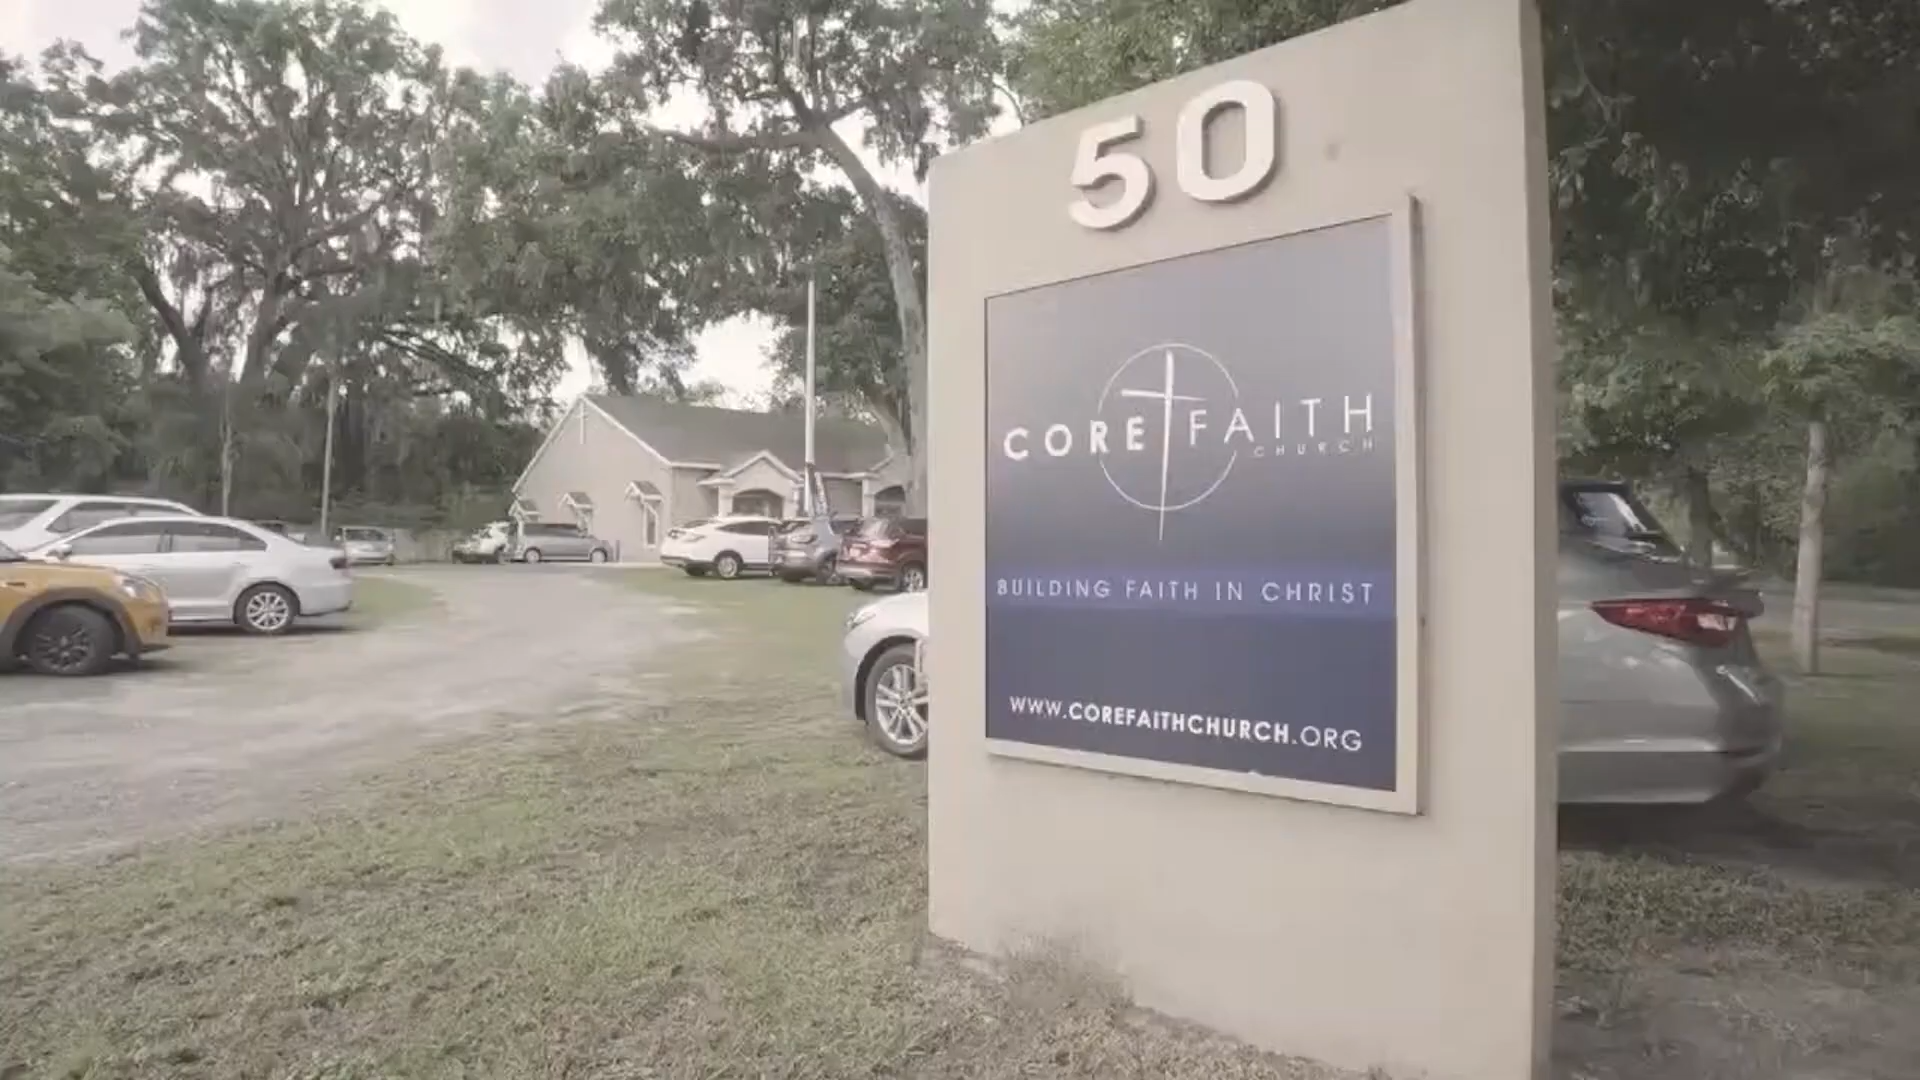 50
CORE FAITH
CHURCH
BUILDING FAITH IN CHRIST
WWW.COREFAITHCHURCH.ORG